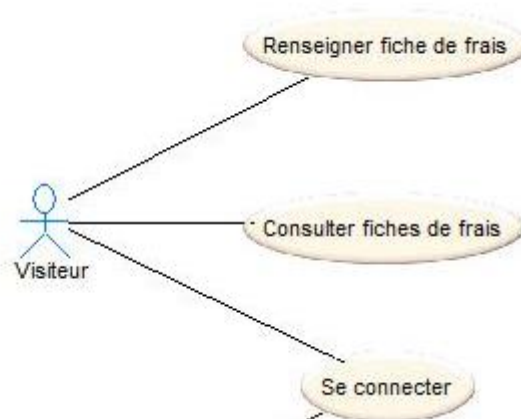 Renseigner fiche de frais
Consulter fiches de frais
Visiteur
Se connecter